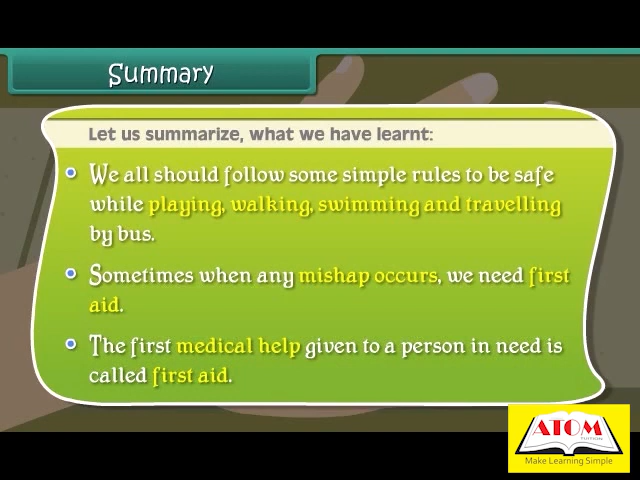 Summary
Let us summarize, what we have learnt:
We all should follow some simple rules to be safe
while playing, walking, swimming and travelling
by bus.
Sometimes when any mishap occurs, we need first
aid.
The first medical help given to a person in need is
called first aid.
ATOM
TUITION
Make Learning Simple